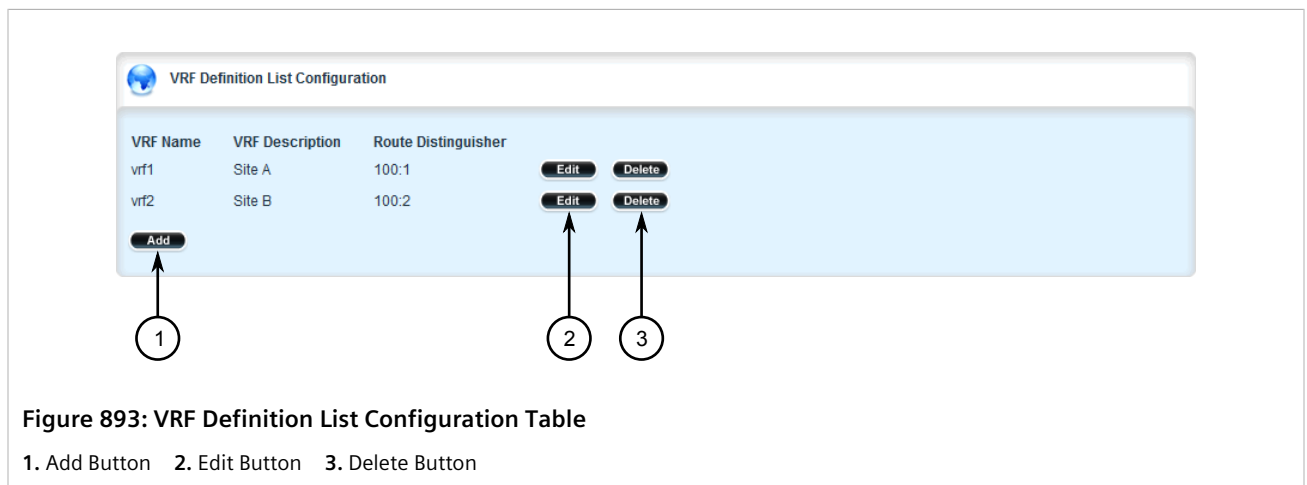 VRF Definition List Configuration
VRF Name VRF Description Route Distinguisher
vrf1 Site A 100:1 Edit Delete
vrf2 Site B 100:2 Edit Delete
Add
1 2 3
Figure 893: VRF Definition List Configuration Table
1. Add Button 2. Edit Button 3. Delete Button